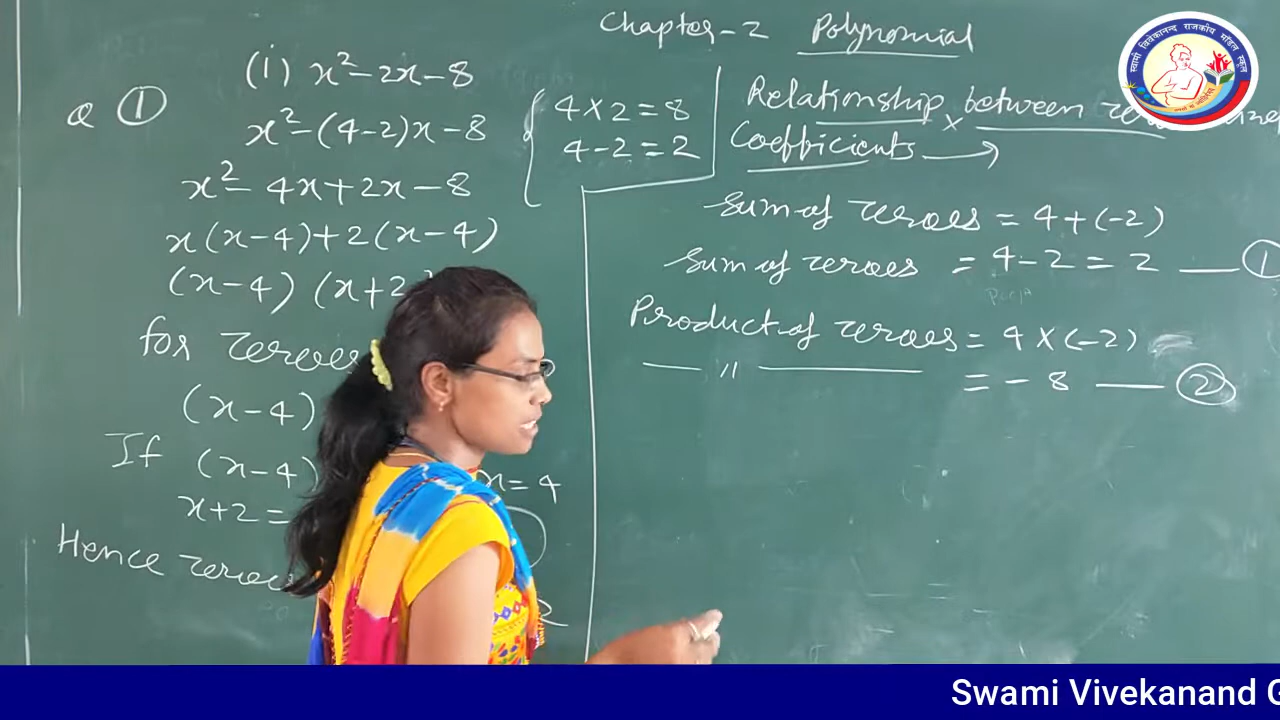 Chapter-2 Polynomial
Q ① (i) x²-2x-8
x²-(4-2)x-8
x²-4x+2x-8
x(x-4)+2(x-4)
(x-4) (x+2
for zeroes
(x-4)
If (x-4) x=4
x+2=
Hence zeroes
4×2=8
4-2=2
Relationship between
Coefficients ⟶
Sum of zeroes = 4+(-2)
Sum of zeroes = 4-2=2 — ①
Product of zeroes = 4×(-2)
— 〃 — = -8 — ②
स्वामी विवेकानन्द राजकीय मॉडल स्कूल
Swami Vivekanand G